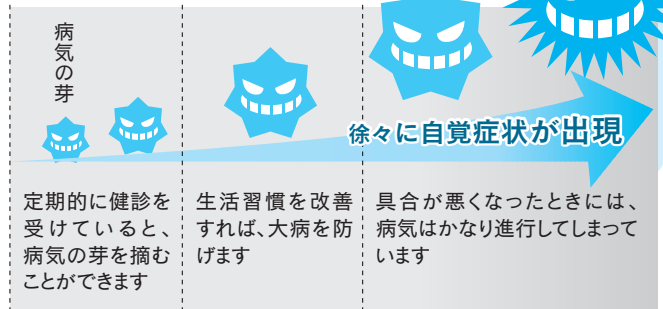 病気の芽
徐々に自覚症状が出現
定期的に健診を
受けていると、
病気の芽を摘む
ことができます
生活習慣を改善
すれば、大病を防
げます
具合が悪くなったときには、
病気はかなり進行してしまって
います